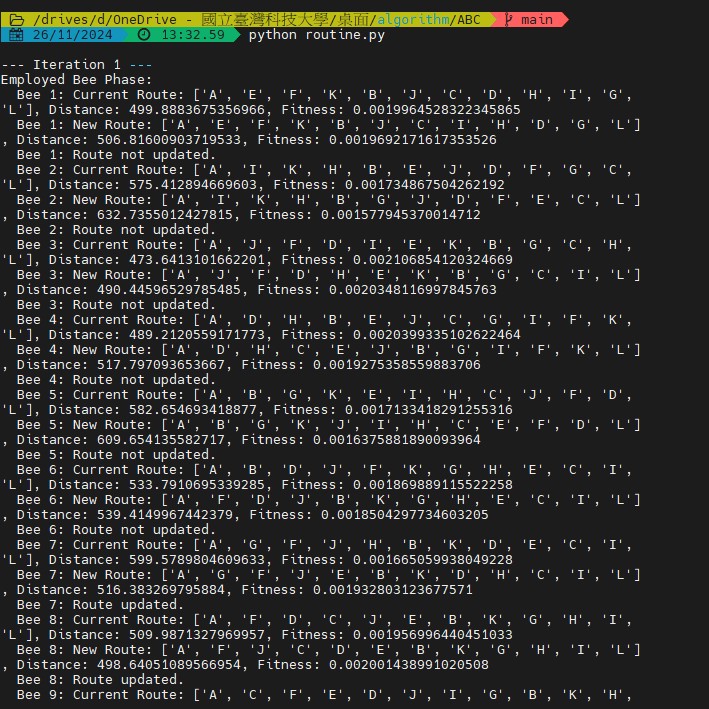 /drives/d/OneDrive - 國立臺灣科技大學/桌面/algorithm/ABC main
26/11/2024 13:32.59 python routine.py
--- Iteration 1 ---
Employed Bee Phase:
  Bee 1: Current Route: ['A', 'E', 'F', 'K', 'B', 'J', 'C', 'D', 'H', 'I', 'G',
'L'], Distance: 499.8883675356966, Fitness: 0.0019964528322345865
  Bee 1: New Route: ['A', 'E', 'F', 'K', 'B', 'J', 'C', 'I', 'H', 'D', 'G', 'L']
, Distance: 506.81600903719533, Fitness: 0.0019692171617353526
  Bee 1: Route not updated.
  Bee 2: Current Route: ['A', 'I', 'K', 'H', 'B', 'E', 'J', 'D', 'F', 'G', 'C',
'L'], Distance: 575.412894669603, Fitness: 0.001734867504262192
  Bee 2: New Route: ['A', 'I', 'K', 'H', 'B', 'G', 'J', 'D', 'F', 'E', 'C', 'L']
, Distance: 632.7355012427815, Fitness: 0.001577945370014712
  Bee 2: Route not updated.
  Bee 3: Current Route: ['A', 'J', 'F', 'D', 'I', 'E', 'K', 'B', 'G', 'C', 'H',
'L'], Distance: 473.6413101662201, Fitness: 0.002106854120324669
  Bee 3: New Route: ['A', 'J', 'F', 'D', 'H', 'E', 'K', 'B', 'G', 'C', 'I', 'L']
, Distance: 490.44596529785485, Fitness: 0.0020348116997845763
  Bee 3: Route not updated.
  Bee 4: Current Route: ['A', 'D', 'H', 'B', 'E', 'J', 'C', 'G', 'I', 'F', 'K',
'L'], Distance: 489.2120559171773, Fitness: 0.0020399335102622464
  Bee 4: New Route: ['A', 'D', 'H', 'C', 'E', 'J', 'B', 'G', 'I', 'F', 'K', 'L']
, Distance: 517.797093653667, Fitness: 0.0019275358559883706
  Bee 4: Route not updated.
  Bee 5: Current Route: ['A', 'B', 'G', 'K', 'E', 'I', 'H', 'C', 'J', 'F', 'D',
'L'], Distance: 582.654693418877, Fitness: 0.0017133418291255316
  Bee 5: New Route: ['A', 'B', 'G', 'K', 'J', 'I', 'H', 'C', 'E', 'F', 'D', 'L']
, Distance: 609.654135582717, Fitness: 0.0016375881890093964
  Bee 5: Route not updated.
  Bee 6: Current Route: ['A', 'B', 'D', 'J', 'F', 'K', 'G', 'H', 'E', 'C', 'I',
'L'], Distance: 533.7910695339285, Fitness: 0.001869889115522258
  Bee 6: New Route: ['A', 'F', 'D', 'J', 'B', 'K', 'G', 'H', 'E', 'C', 'I', 'L']
, Distance: 539.4149967442379, Fitness: 0.0018504297734603205
  Bee 6: Route not updated.
  Bee 7: Current Route: ['A', 'G', 'F', 'J', 'H', 'B', 'K', 'D', 'E', 'C', 'I',
'L'], Distance: 599.5789804609633, Fitness: 0.001665059938049228
  Bee 7: New Route: ['A', 'G', 'F', 'J', 'E', 'B', 'K', 'D', 'H', 'C', 'I', 'L']
, Distance: 516.383269795884, Fitness: 0.001932803123677571
  Bee 7: Route updated.
  Bee 8: Current Route: ['A', 'F', 'D', 'C', 'J', 'E', 'B', 'K', 'G', 'H', 'I',
'L'], Distance: 509.9871327969957, Fitness: 0.001956996440451033
  Bee 8: New Route: ['A', 'F', 'J', 'C', 'D', 'E', 'B', 'K', 'G', 'H', 'I', 'L']
, Distance: 498.64051089566954, Fitness: 0.002001438991020508
  Bee 8: Route updated.
  Bee 9: Current Route: ['A', 'C', 'F', 'E', 'D', 'J', 'I', 'G', 'B', 'K', 'H',